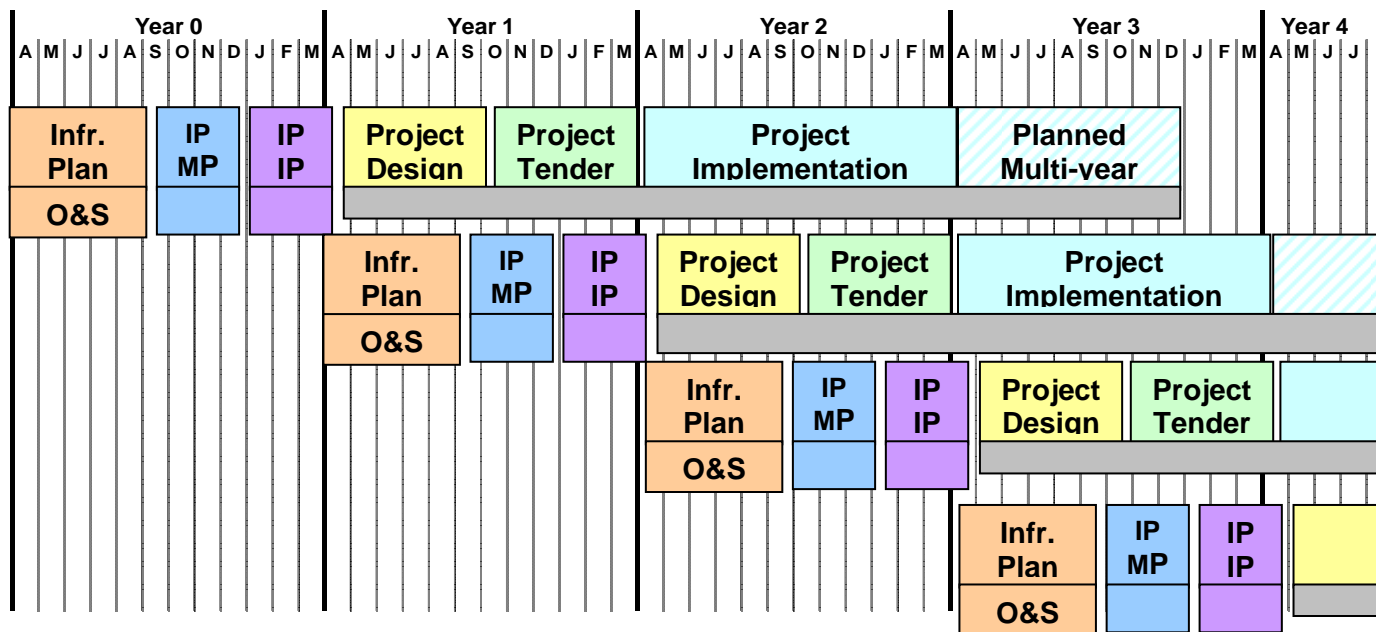 Year 0 Year 1 Year 2 Year 3 Year 4
A M J J A S O N D J F M A M J J A S O N D J F M A M J J A S O N D J F M A M J J A S O N D J F M A M J J
Infr. IP IP Project Project Project Planned
Plan MP IP Design Tender Implementation Multi-year
O&S
Infr. IP IP Project Project Project
Plan MP IP Design Tender Implementation
O&S
Infr. IP IP Project Project
Plan MP IP Design Tender
O&S
Infr. IP IP
Plan MP IP
O&S